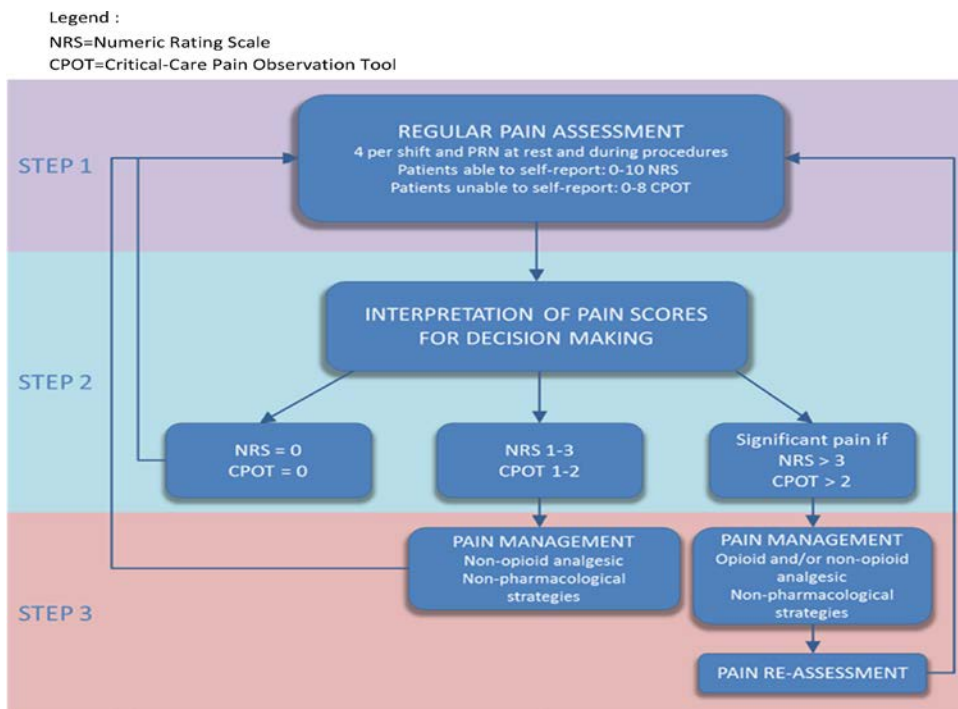 Legend :
NRS=Numeric Rating Scale
CPOT=Critical-Care Pain Observation Tool
STEP 1
REGULAR PAIN ASSESSMENT
4 per shift and PRN at rest and during procedures
Patients able to self-report: 0-10 NRS
Patients unable to self-report: 0-8 CPOT
STEP 2
INTERPRETATION OF PAIN SCORES
FOR DECISION MAKING
NRS = 0
CPOT = 0
NRS 1-3
CPOT 1-2
Significant pain if
NRS > 3
CPOT > 2
STEP 3
PAIN MANAGEMENT
Non-opioid analgesic
Non-pharmacological
strategies
PAIN MANAGEMENT
Opioid and/or non-opioid
analgesic
Non-pharmacological
strategies
PAIN RE-ASSESSMENT